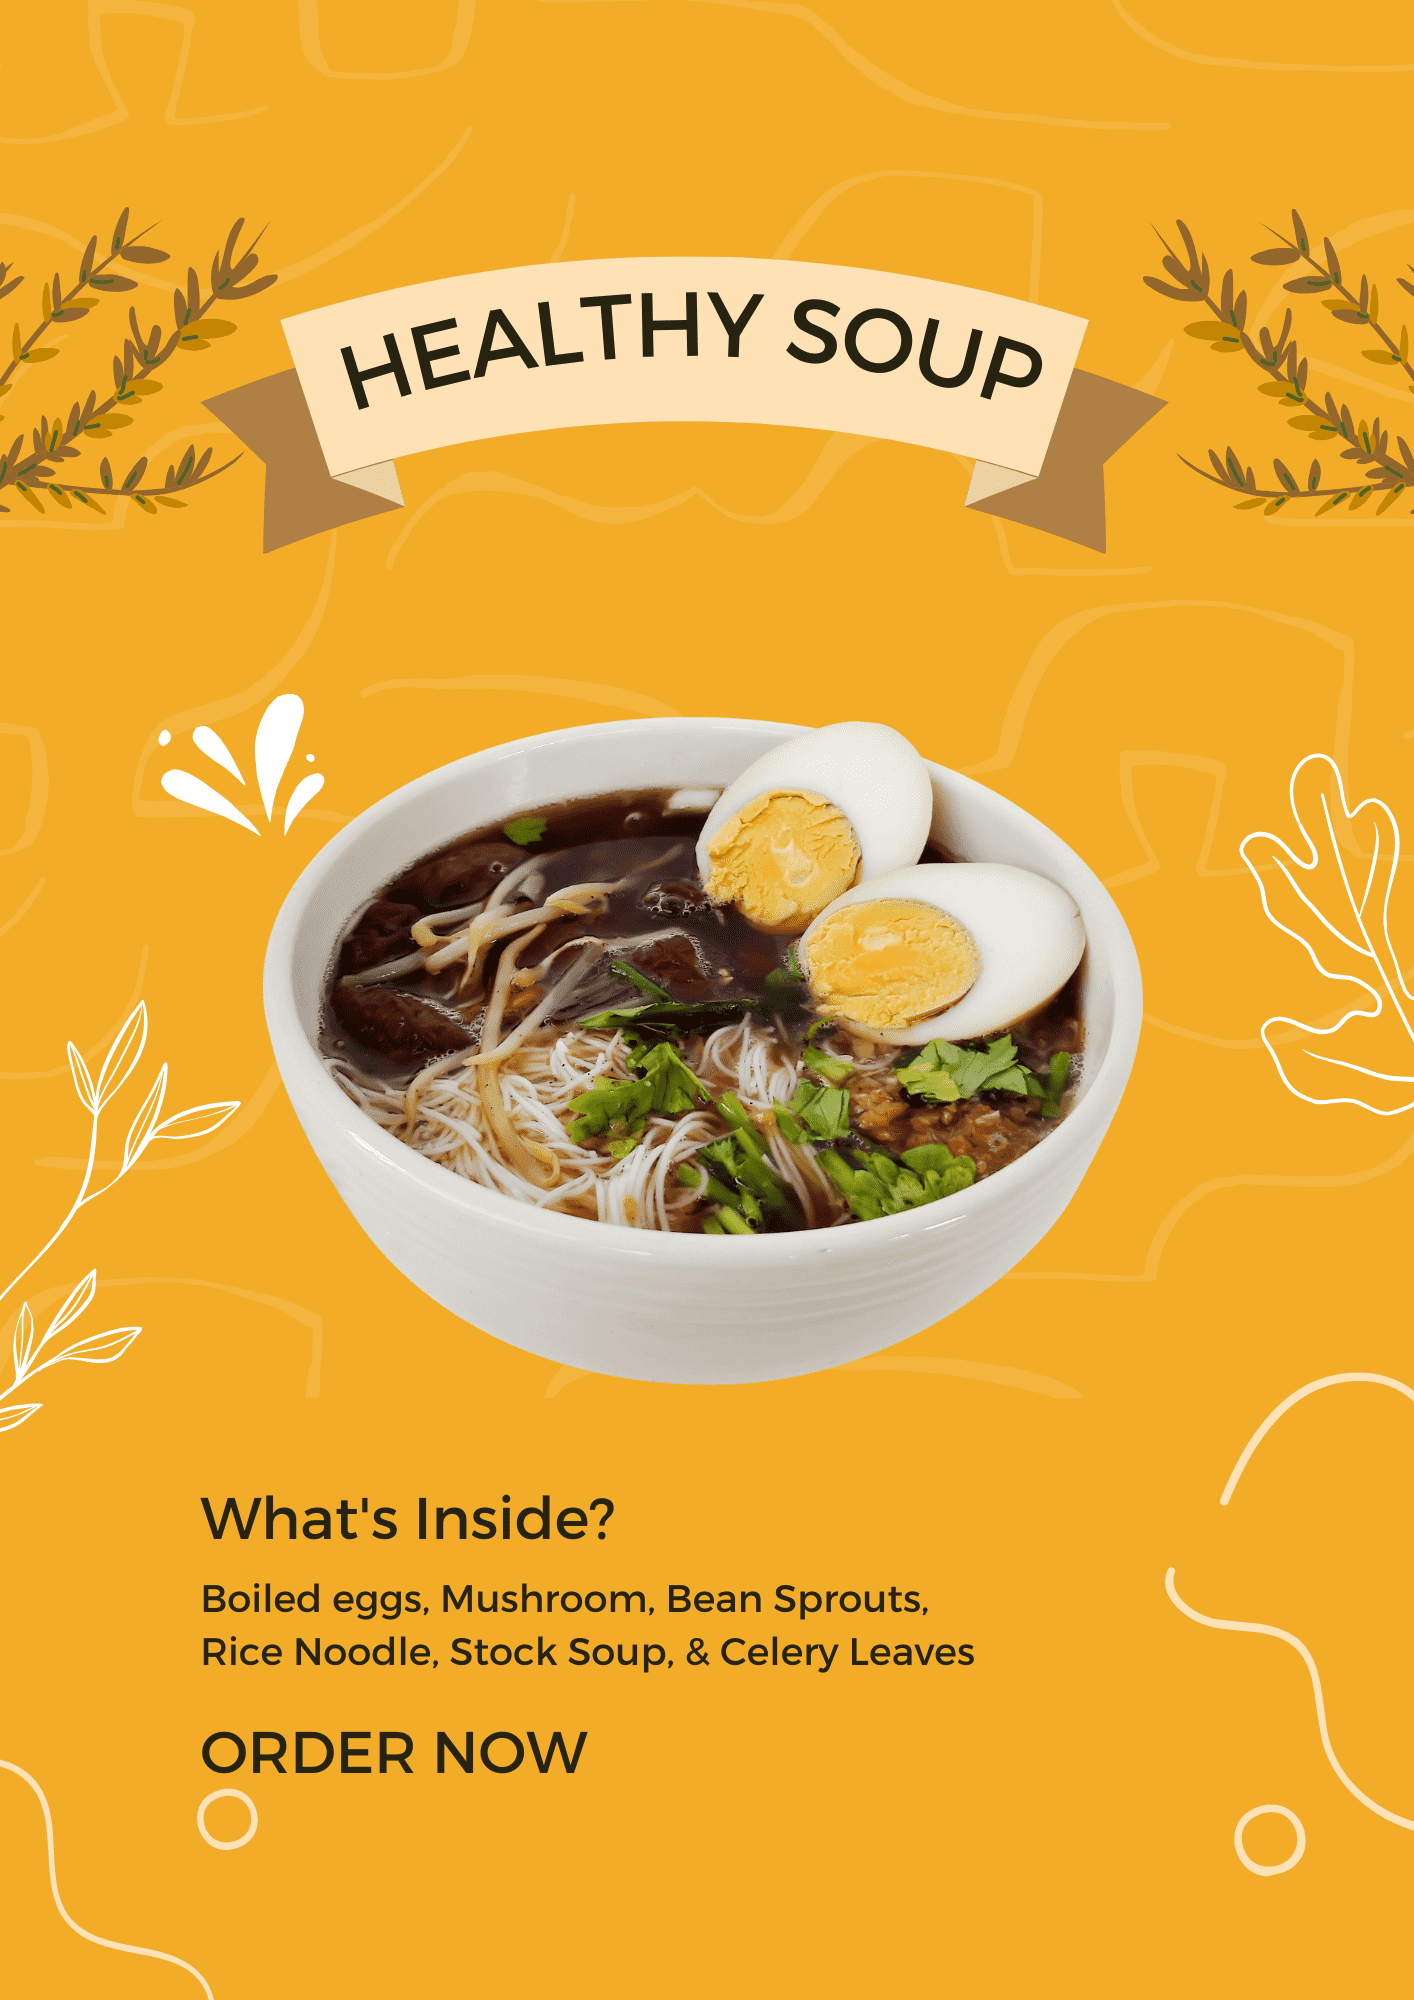 HEALTHY SOUP
What's Inside?
Boiled eggs, Mushroom, Bean Sprouts,
Rice Noodle, Stock Soup, & Celery Leaves
ORDER NOW